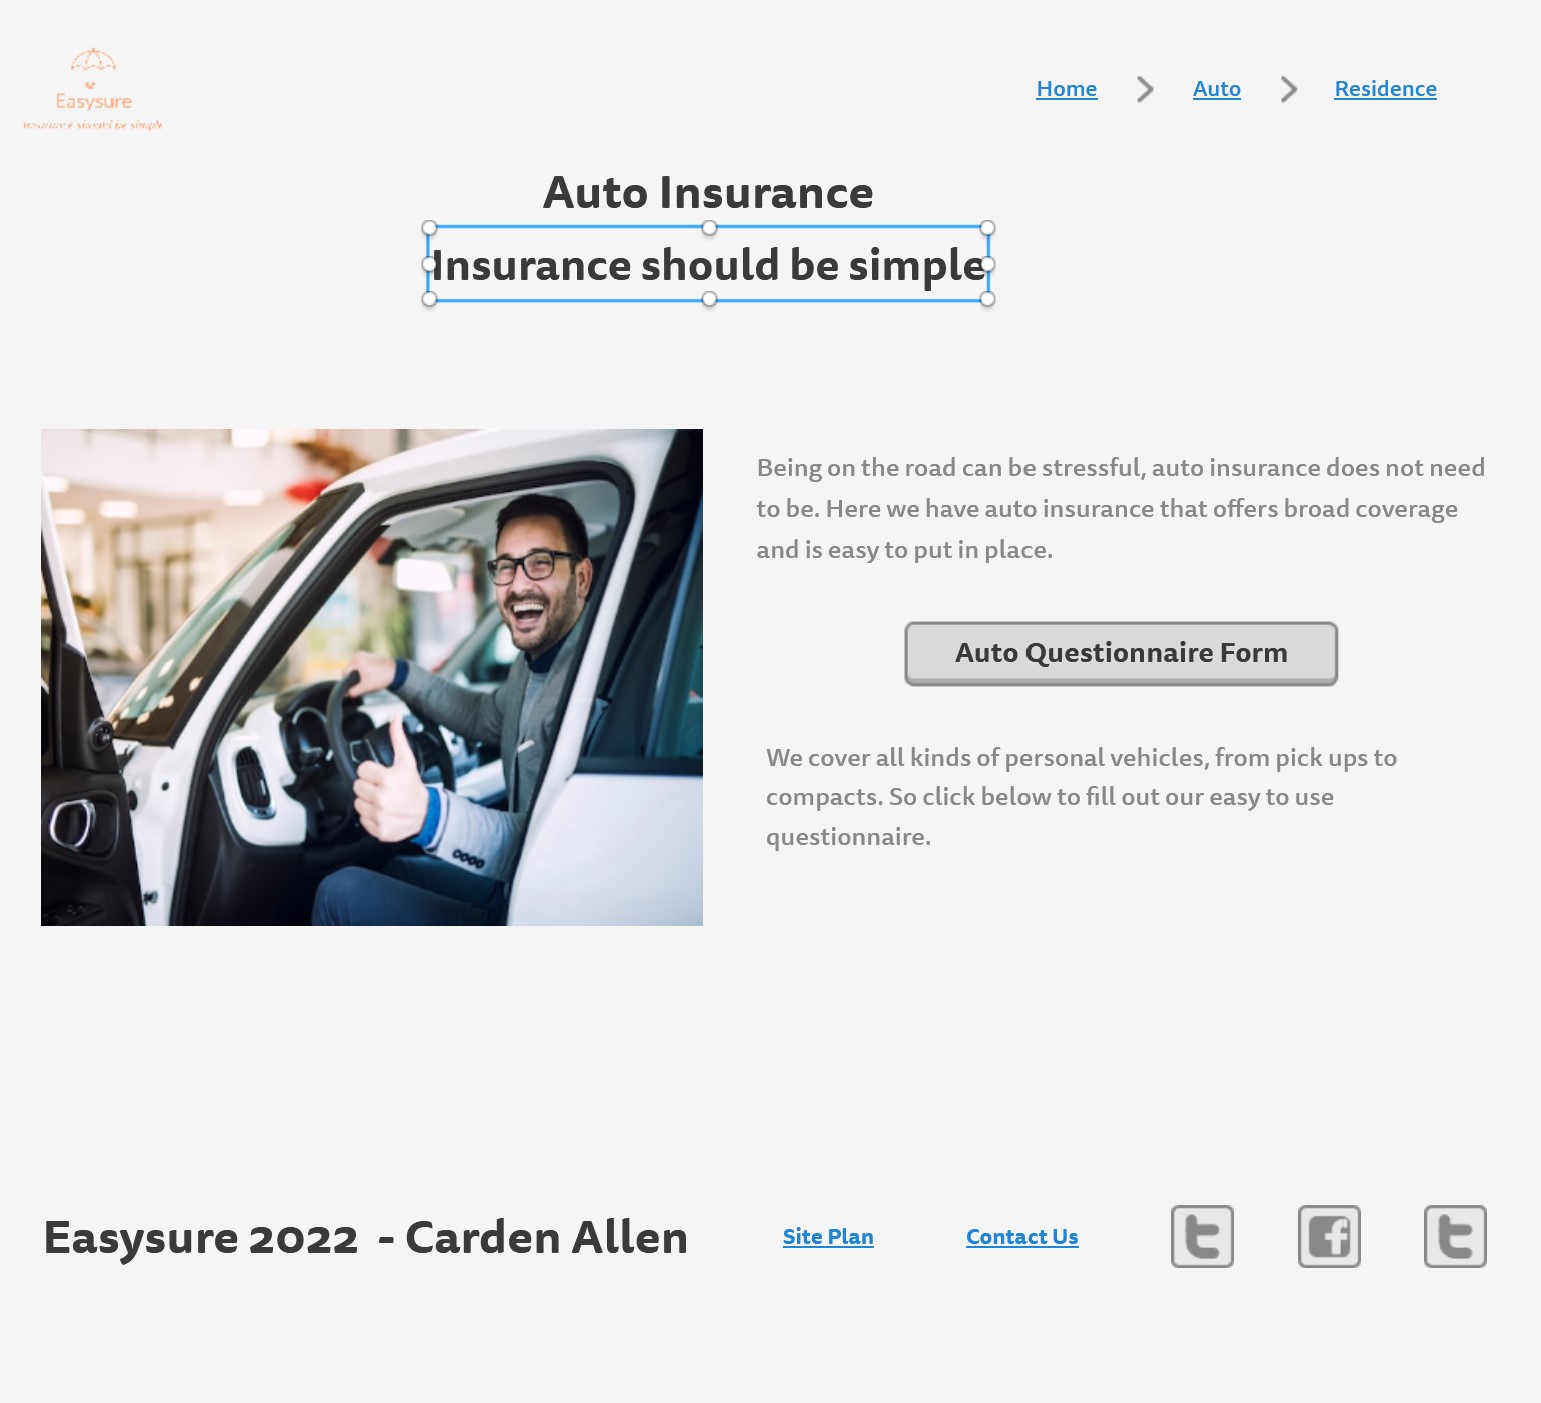 Easysure
Insurance should be simple
Home
Auto
Residence
Auto Insurance
Insurance should be simple
Being on the road can be stressful, auto insurance does not need
to be. Here we have auto insurance that offers broad coverage
and is easy to put in place.
Auto Questionnaire Form
We cover all kinds of personal vehicles, from pick ups to
compacts. So click below to fill out our easy to use
questionnaire.
Easysure 2022 - Carden Allen
Site Plan
Contact Us